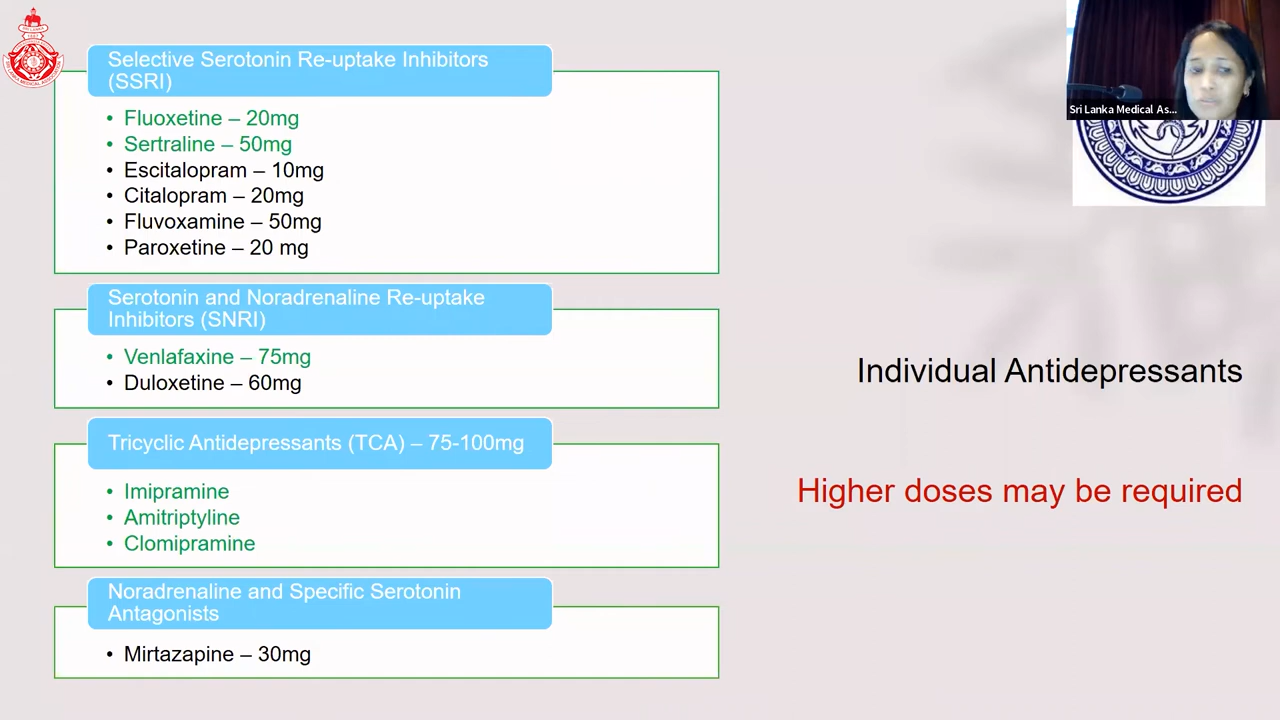 Selective Serotonin Re-uptake Inhibitors
(SSRI)
• Fluoxetine – 20mg
• Sertraline – 50mg
• Escitalopram – 10mg
• Citalopram – 20mg
• Fluvoxamine – 50mg
• Paroxetine – 20 mg
Serotonin and Noradrenaline Re-uptake
Inhibitors (SNRI)
• Venlafaxine – 75mg
• Duloxetine – 60mg
Tricyclic Antidepressants (TCA) – 75-100mg
• Imipramine
• Amitriptyline
• Clomipramine
Noradrenaline and Specific Serotonin
Antagonists
• Mirtazapine – 30mg
Sri Lanka Medical As...
Individual Antidepressants
Higher doses may be required